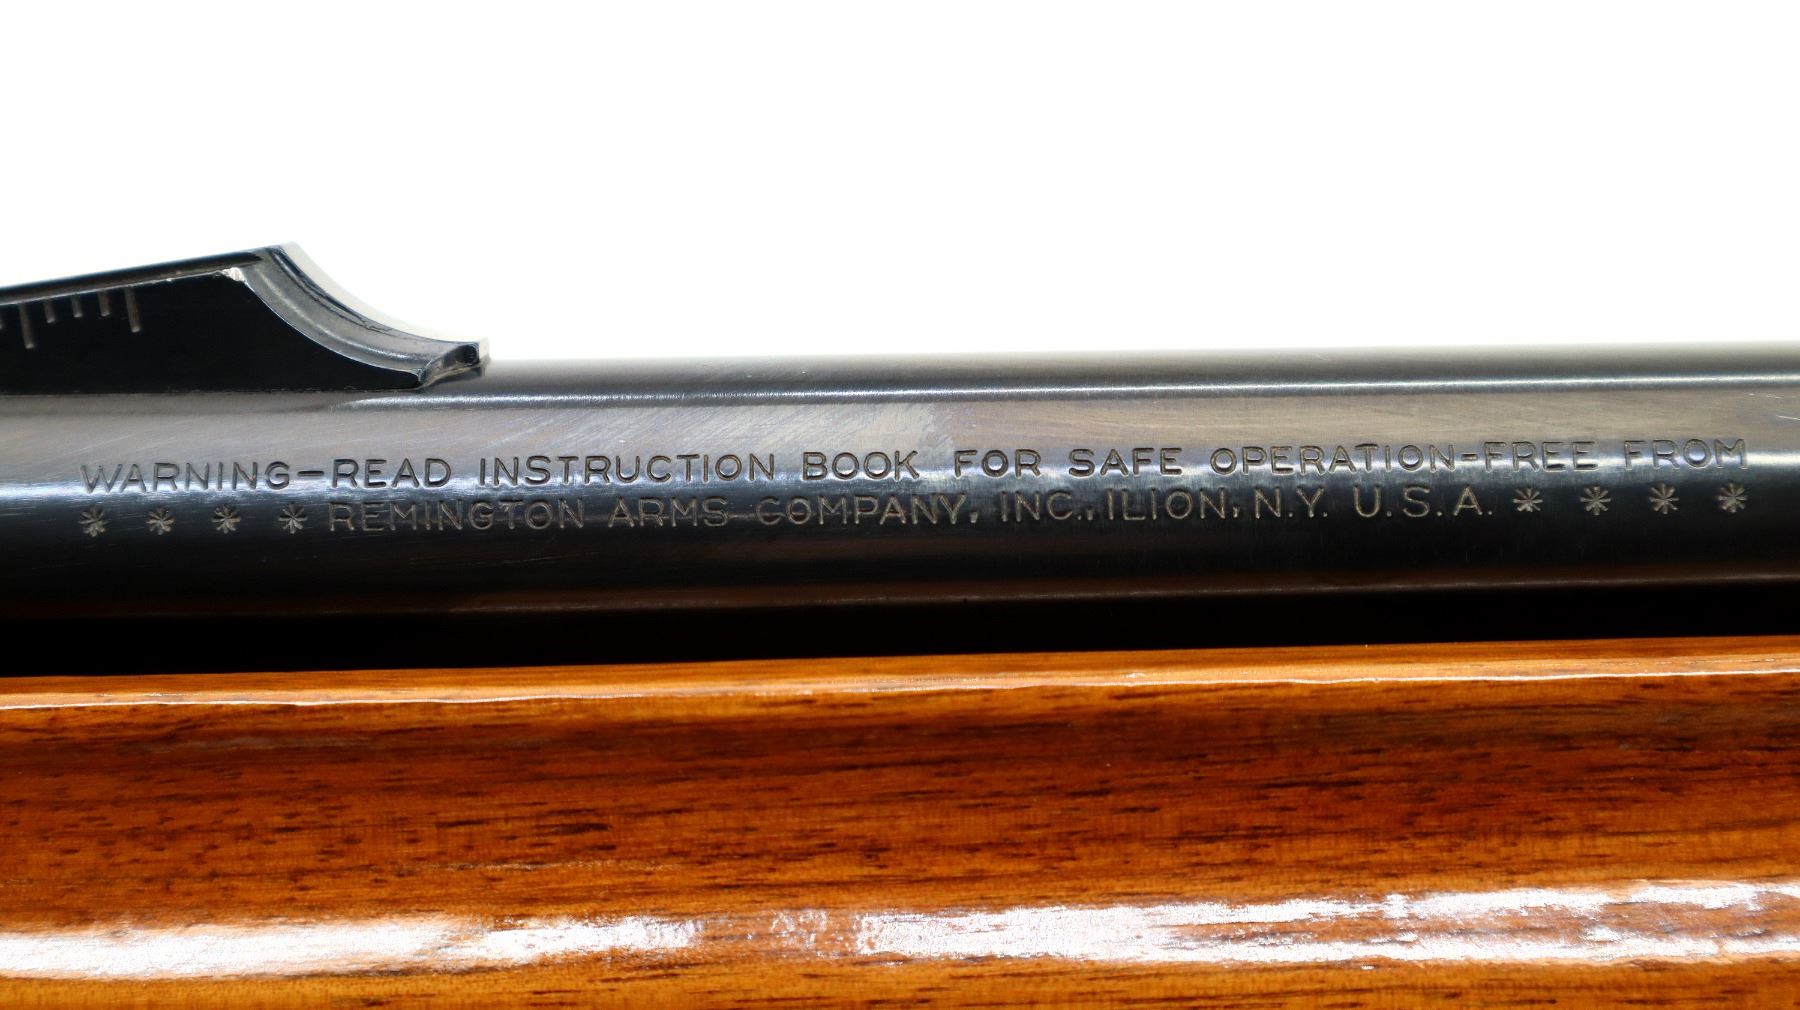 WARNING-READ INSTRUCTION BOOK FOR SAFE OPERATION-FREE FROM
* * * * REMINGTON ARMS COMPANY, INC., ILION, N.Y. U.S.A. * * * *